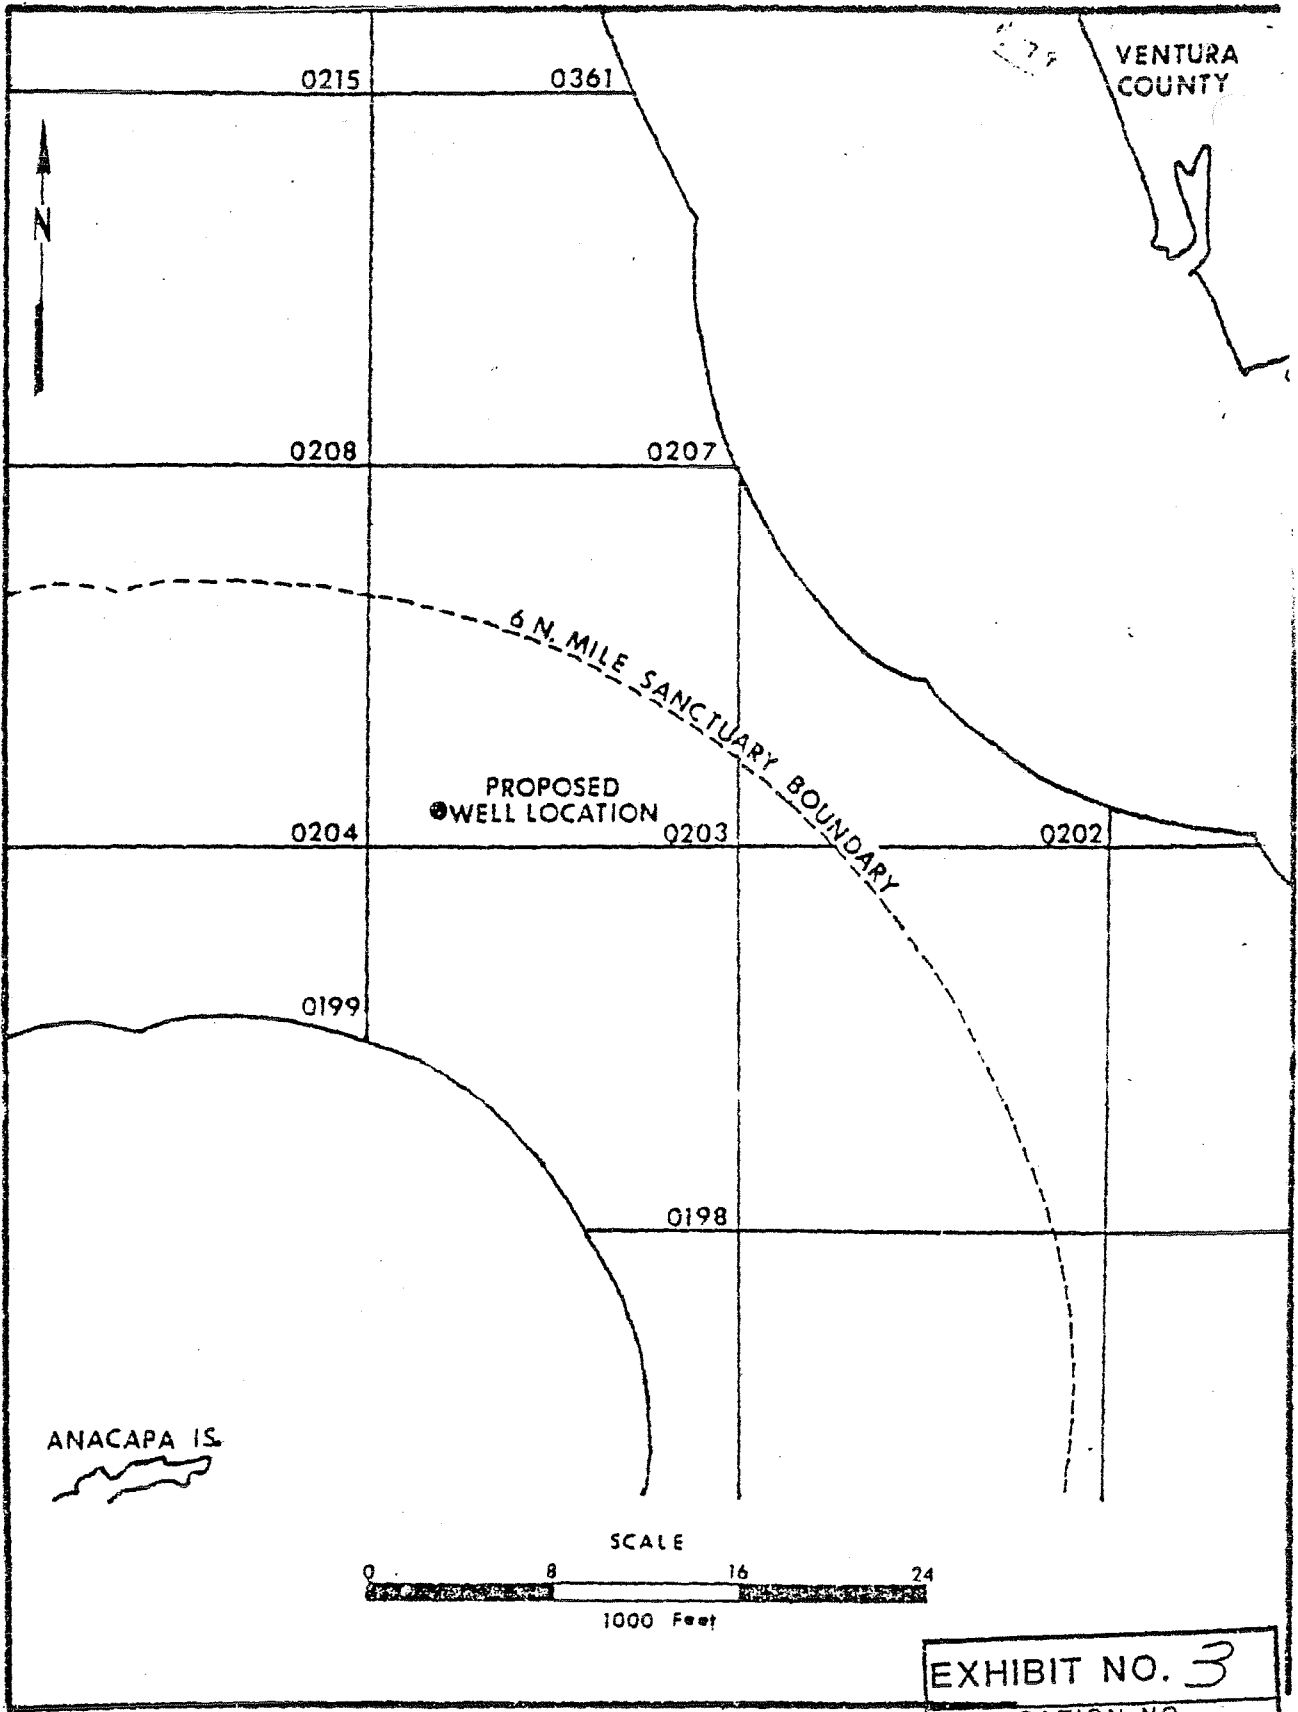 VENTURA
COUNTY
0215
0361
N
0208
0207
6 N. MILE SANCTUARY BOUNDARY
PROPOSED
WELL LOCATION
0204
0203
0202
0199
0198
ANACAPA IS.
SCALE
0 8 16 24
1000 Feet
EXHIBIT NO. 3